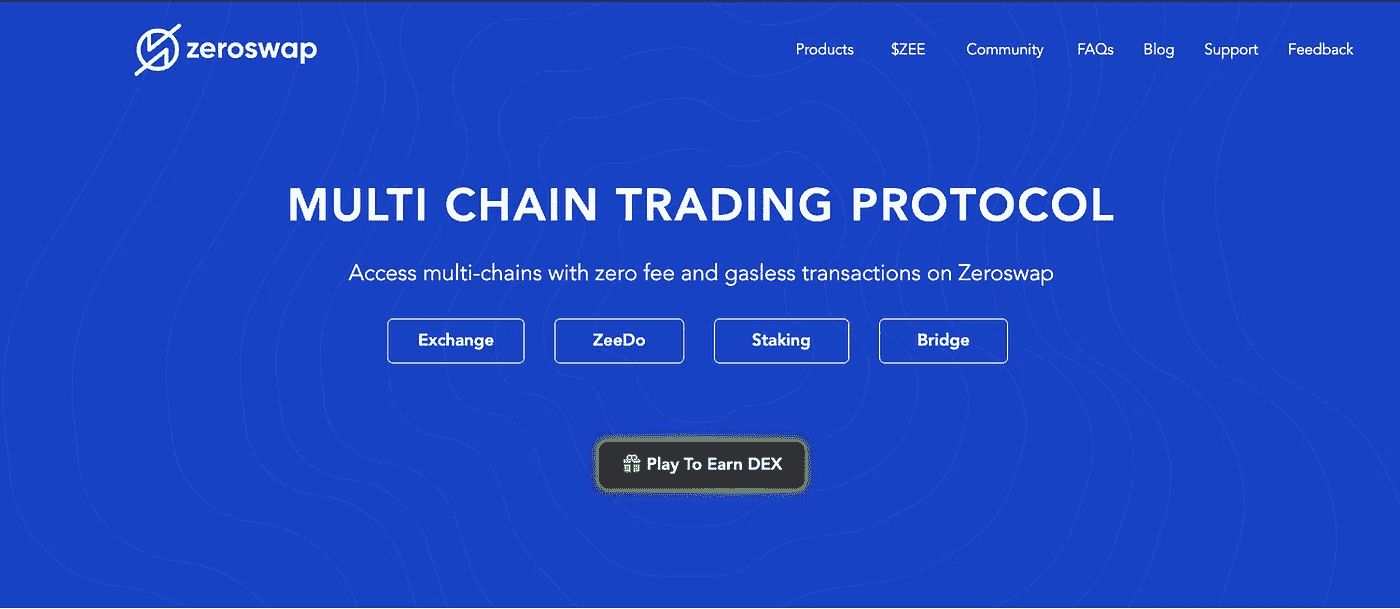 zeroswap Products $ZEE Community FAQs Blog Support Feedback
MULTI CHAIN TRADING PROTOCOL
Access multi-chains with zero fee and gasless transactions on Zeroswap
Exchange ZeeDo Staking Bridge
Play To Earn DEX